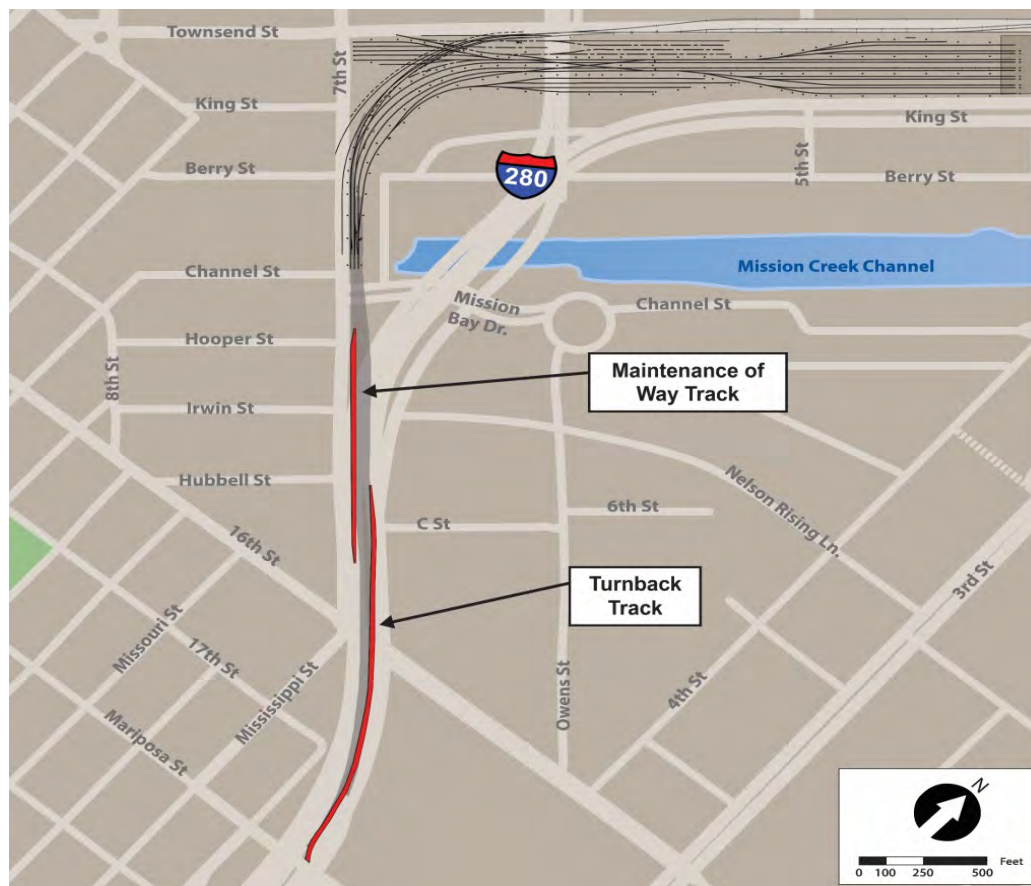 Townsend St
7th St
King St
King St
Berry St
280
5th St
Berry St
Channel St
Mission Creek Channel
Mission
Bay Dr.
Channel St
Hooper St
8th St
Maintenance of
Way Track
Irwin St
Hubbell St
Nelson Rising Ln.
16th St
C St
6th St
3rd St
Turnback
Track
Missouri St
17th St
Mississippi St
Owens St
4th St
Mariposa St
N
Feet
0 100 250 500